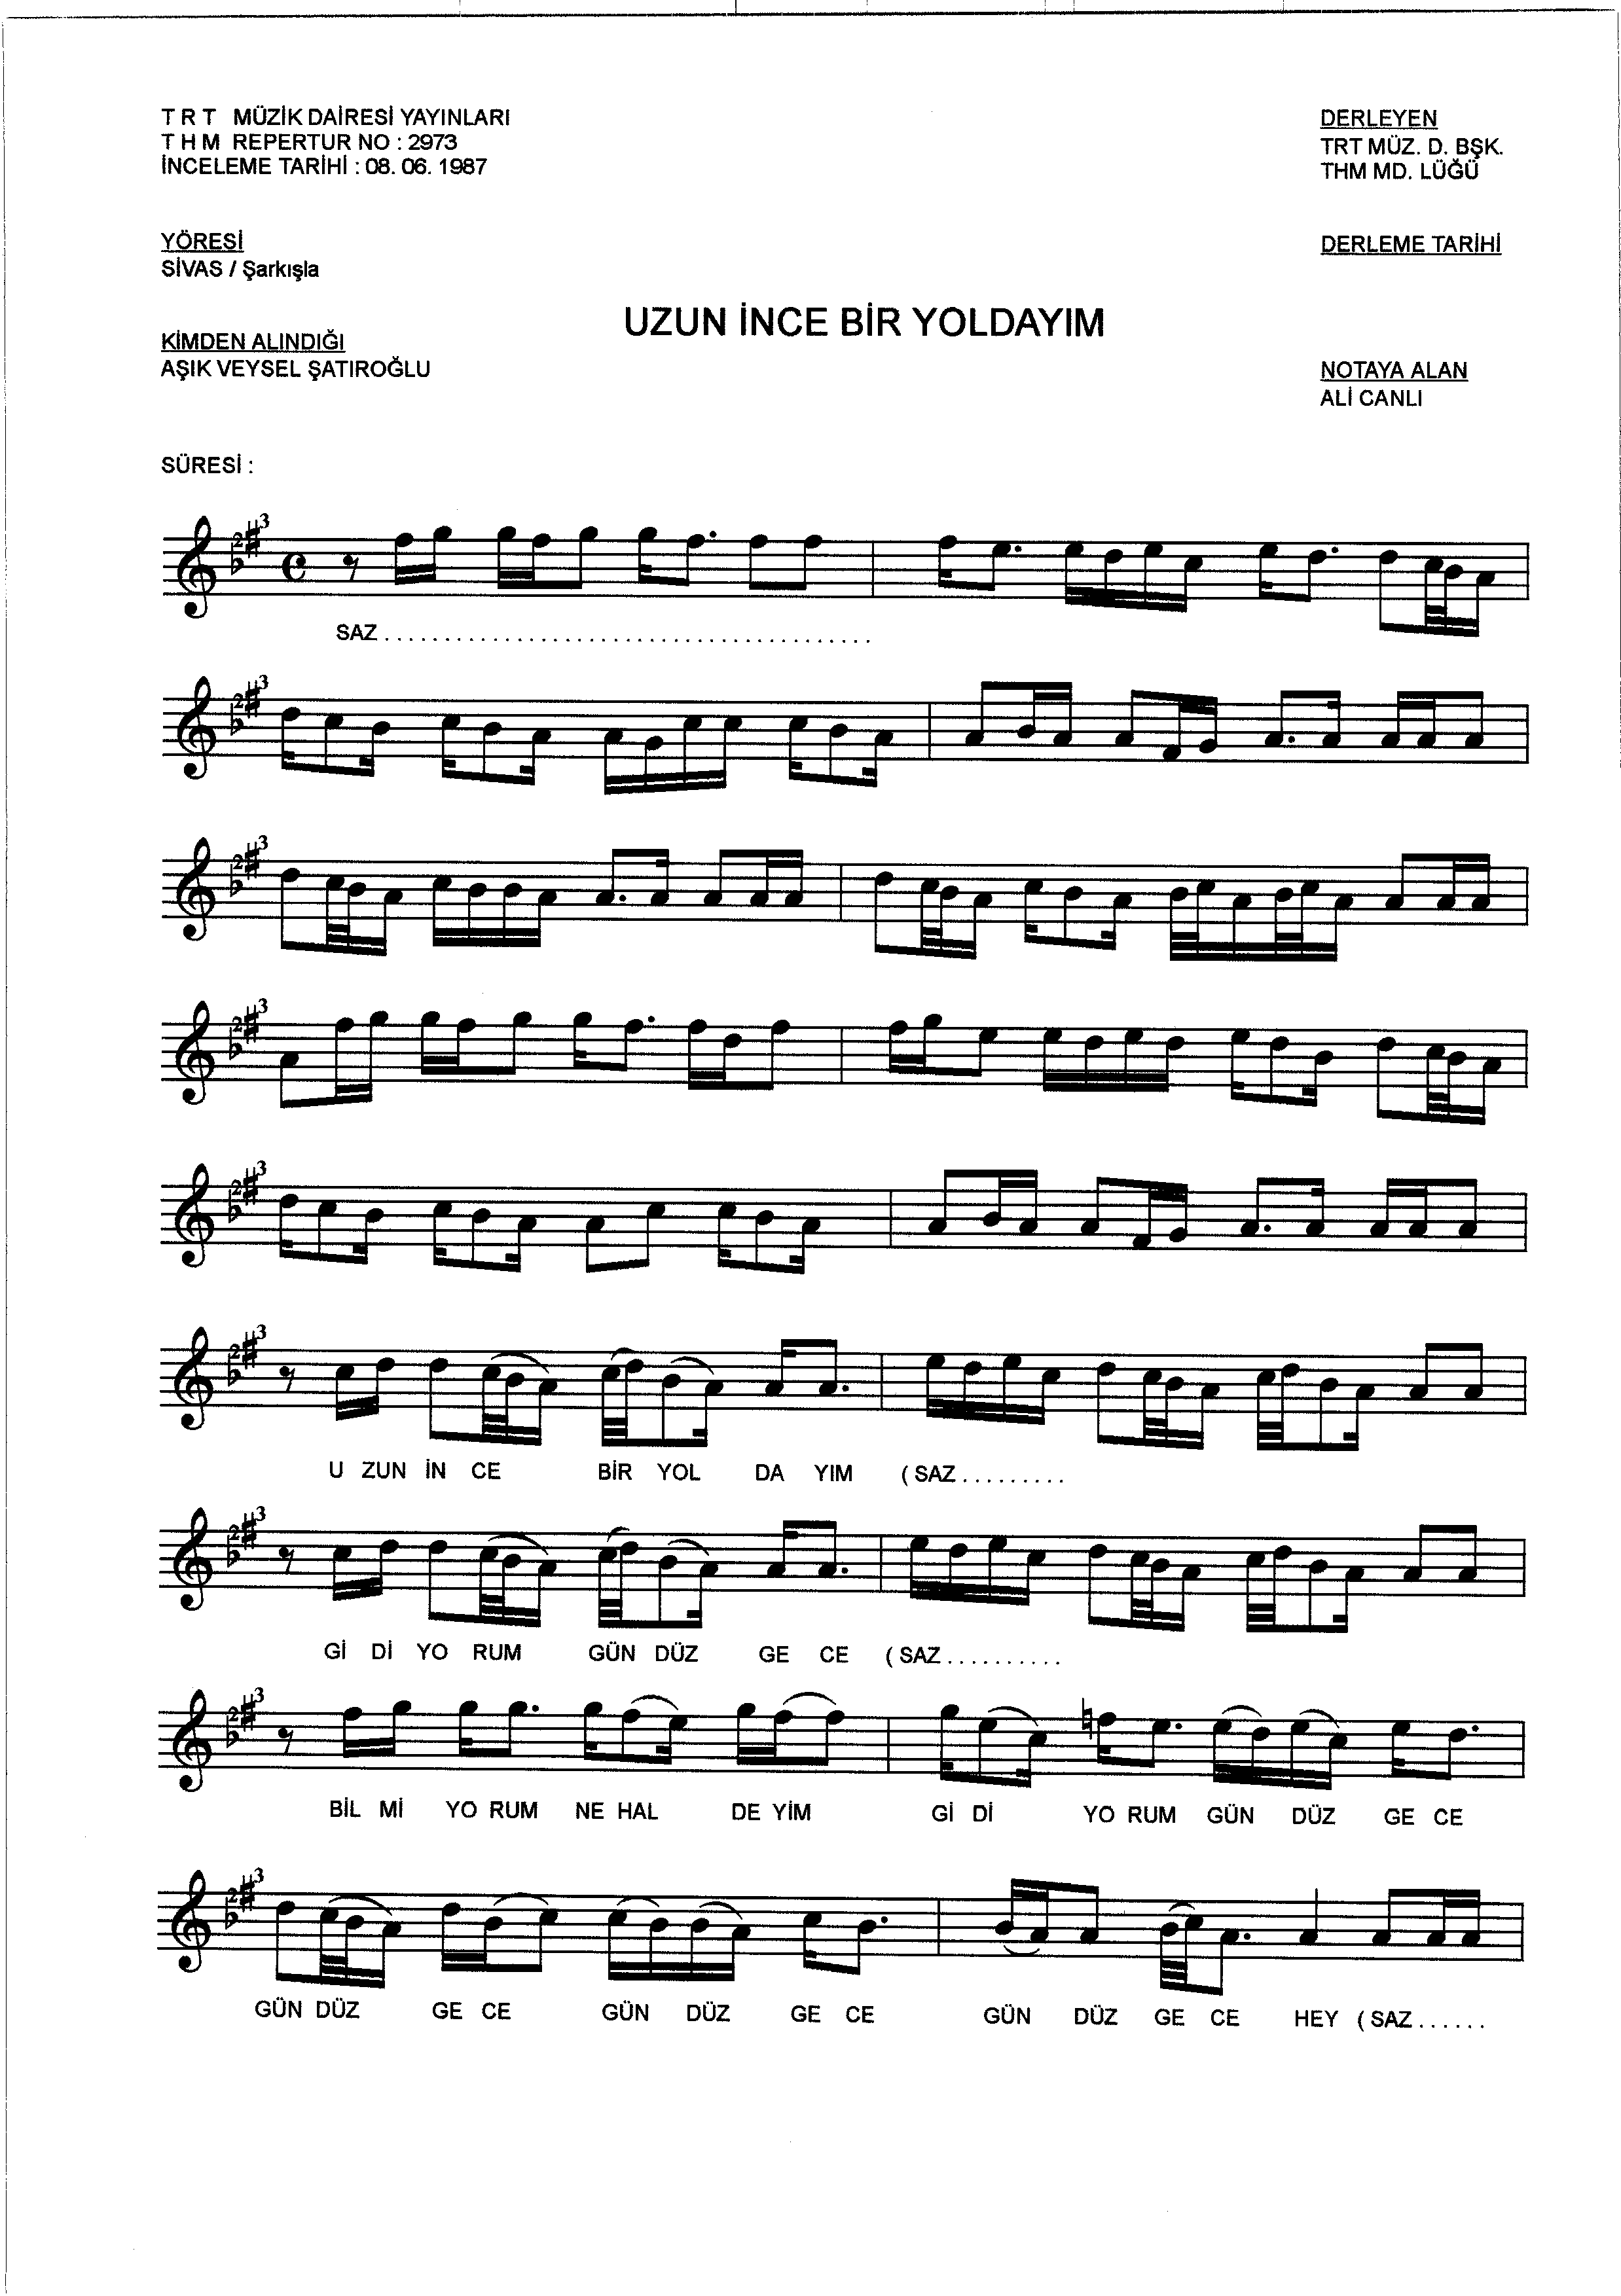 T R T MÜZİK DAİRESİ YAYINLARI
T H M REPERTUR NO : 2973
İNCELEME TARİHİ : 08. 06. 1987
DERLEYEN
TRT MÜZ. D. BŞK.
THM MD. LÜĞÜ
YÖRESİ
SİVAS / Şarkışla
DERLEME TARİHİ
UZUN İNCE BİR YOLDAYIM
KİMDEN ALINDIĞI
AŞIK VEYSEL ŞATIROĞLU
NOTAYA ALAN
ALİ CANLI
SÜRESİ :
SAZ . . . . . . . . . . . . . . . . . . . . . . . . . . . . . . . . . . . . . . . . .
U ZUN İN CE BİR YOL DA YIM ( SAZ . . . . . . . . .
Gİ Dİ YO RUM GÜN DÜZ GE CE ( SAZ . . . . . . . . . .
BİL Mİ YO RUM NE HAL DE YİM Gİ Dİ YO RUM GÜN DÜZ GE CE
GÜN DÜZ GE CE GÜN DÜZ GE CE GÜN DÜZ GE CE HEY ( SAZ . . . . . .